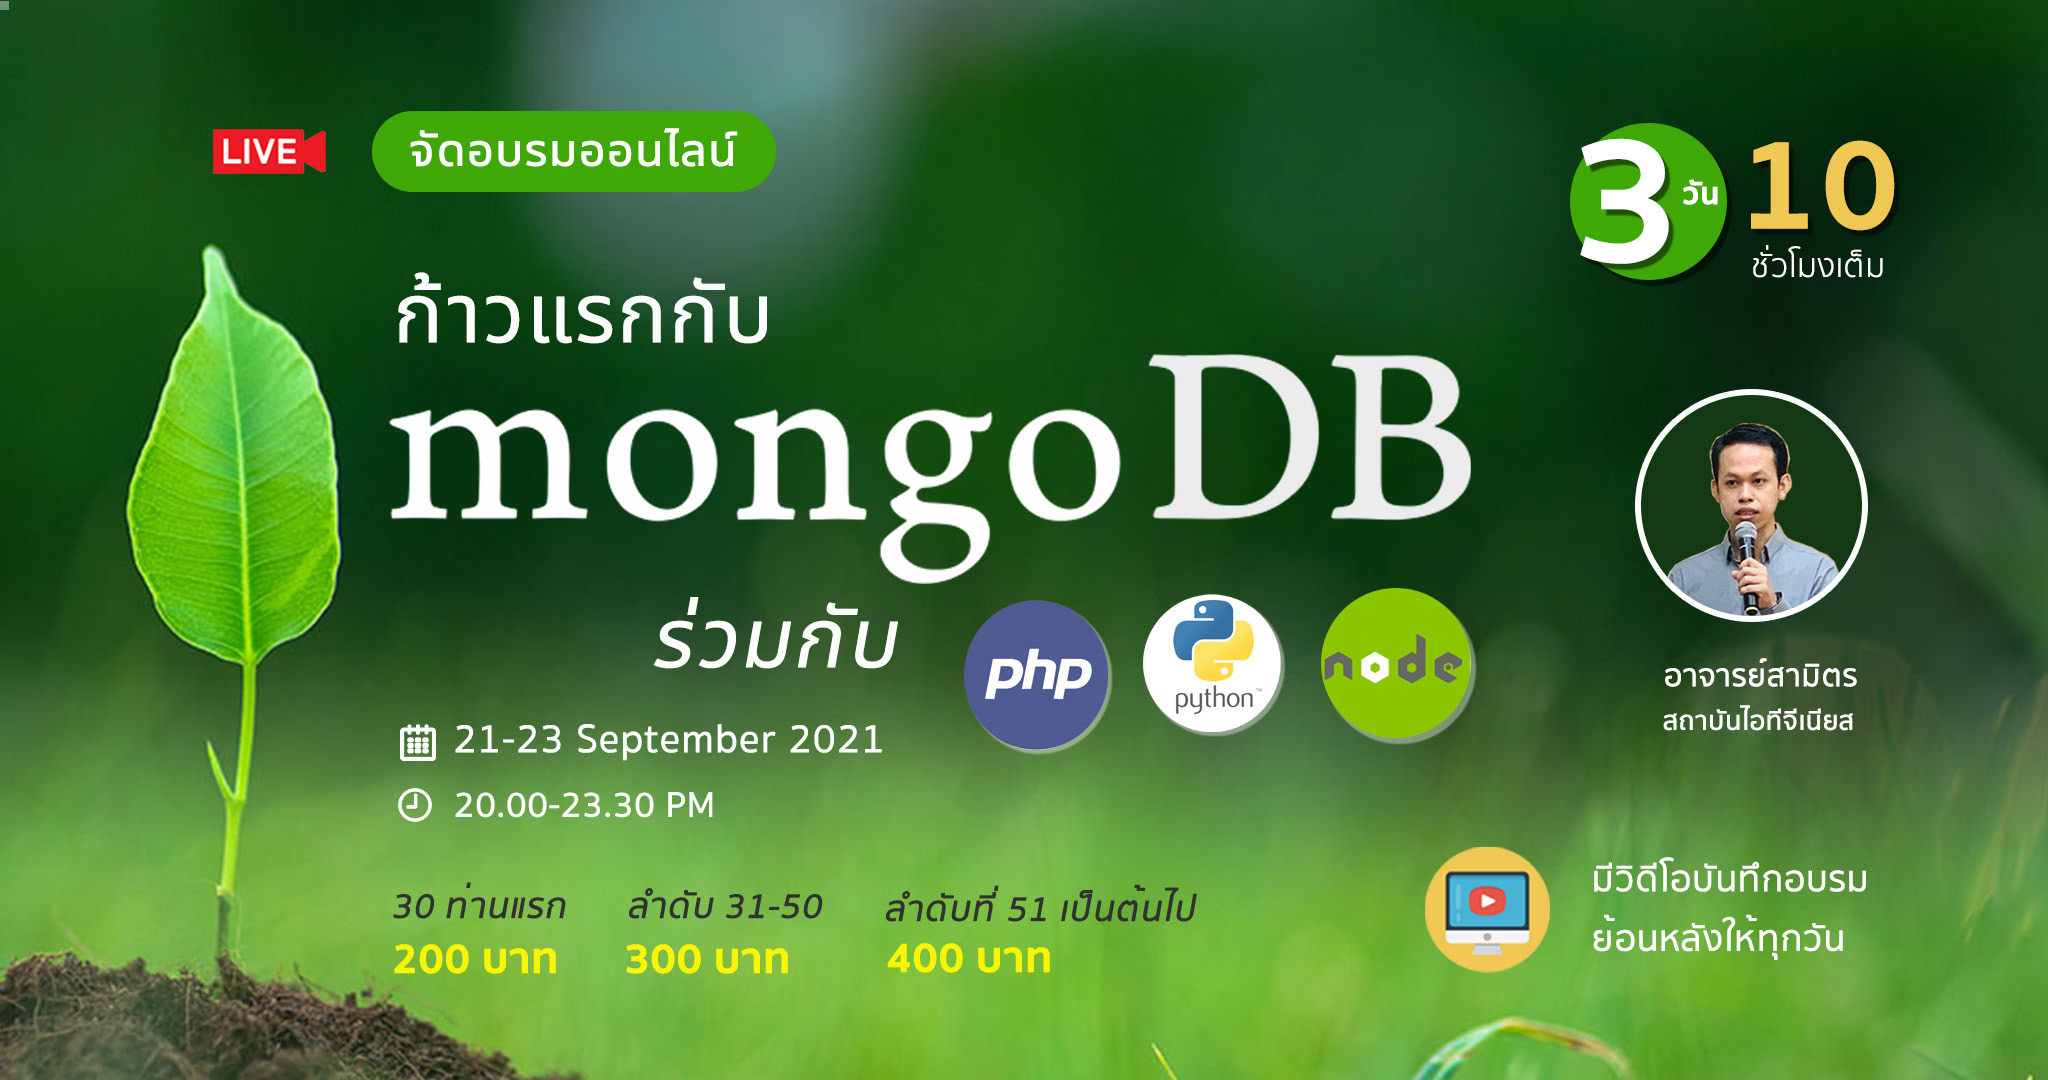 LIVE
จัดอบรมออนไลน์
3 วัน
10
ชั่วโมงเต็ม
ก้าวแรกกับ
mongoDB
ร่วมกับ
php
python™
node
อาจารย์สามิตร
สถาบันไอทีจีเนียส
21-23 September 2021
20.00-23.30 PM
30 ท่านแรก
200 บาท
ลำดับ 31-50
300 บาท
ลำดับที่ 51 เป็นต้นไป
400 บาท
มีวิดีโอบันทึกอบรม
ย้อนหลังให้ทุกวัน